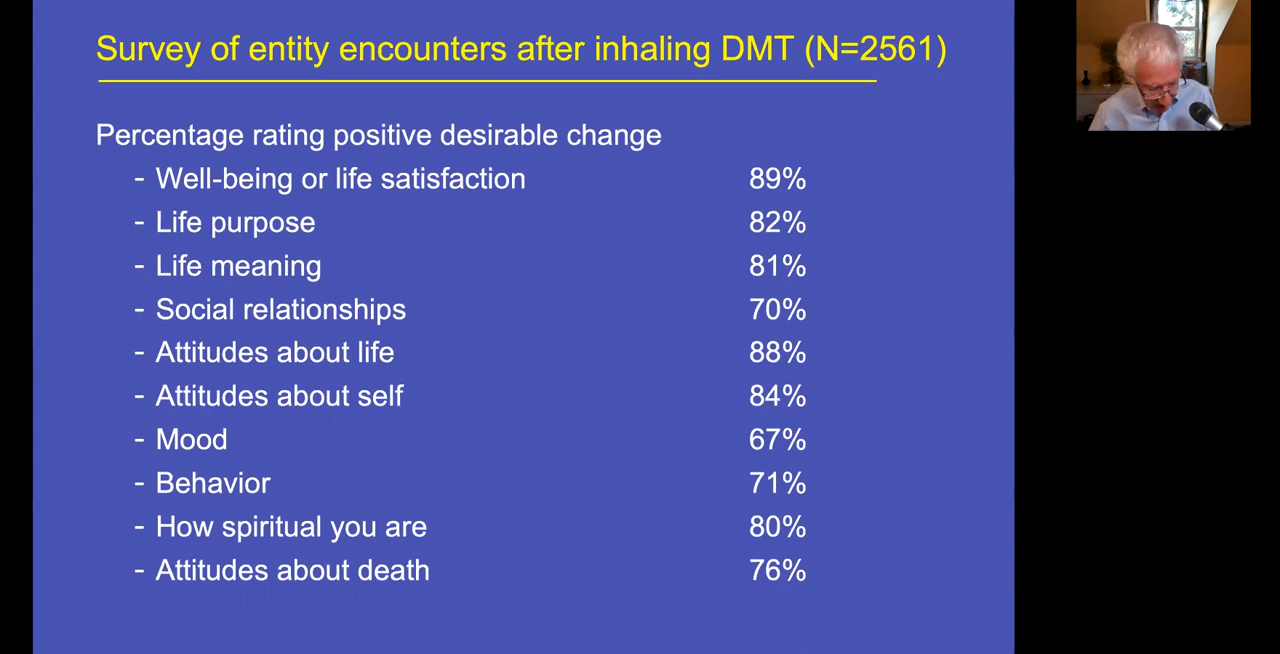 Survey of entity encounters after inhaling DMT (N=2561)
Percentage rating positive desirable change
- Well-being or life satisfaction 89%
- Life purpose 82%
- Life meaning 81%
- Social relationships 70%
- Attitudes about life 88%
- Attitudes about self 84%
- Mood 67%
- Behavior 71%
- How spiritual you are 80%
- Attitudes about death 76%